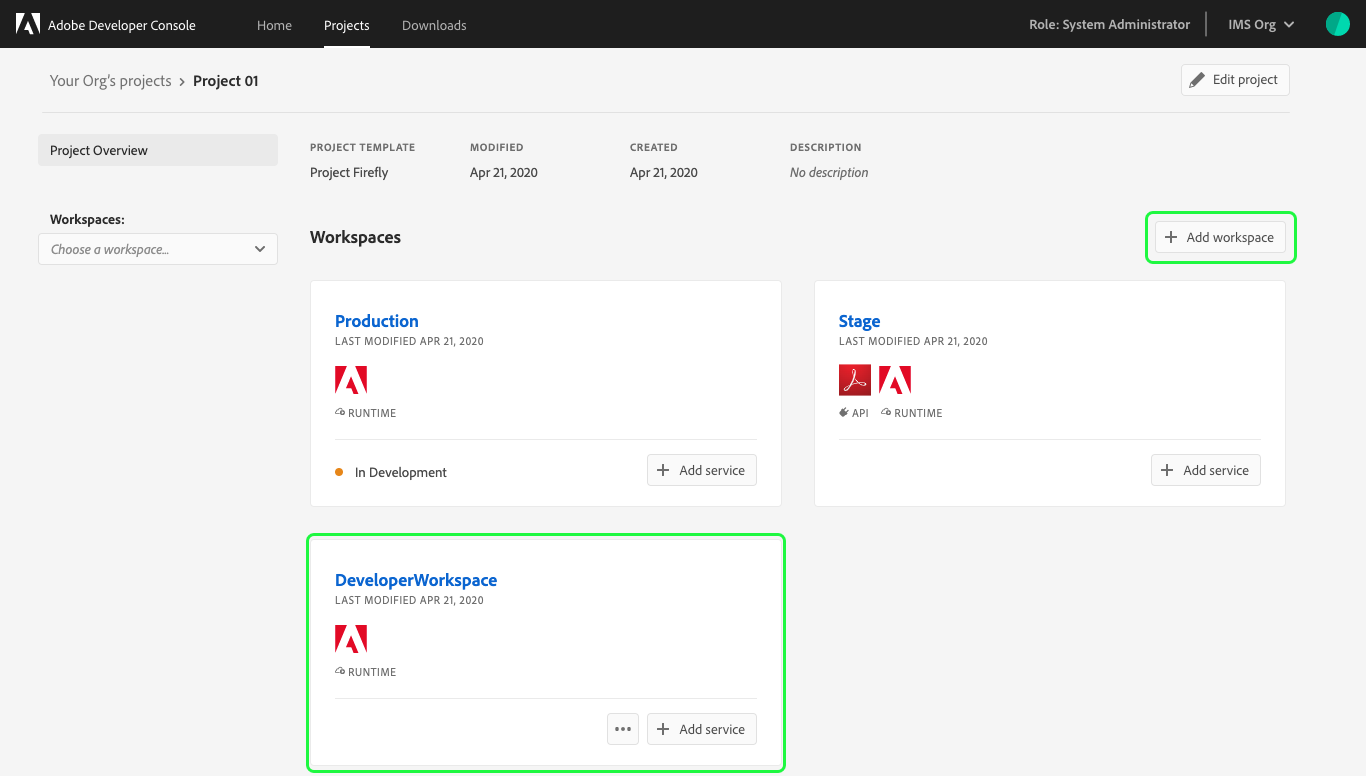 Adobe Developer Console
Home
Projects
Downloads
Role: System Administrator
IMS Org
Your Org's projects > Project 01
Edit project
Project Overview
PROJECT TEMPLATE
MODIFIED
CREATED
DESCRIPTION
Project Firefly
Apr 21, 2020
Apr 21, 2020
No description
Workspaces:
Choose a workspace...
Workspaces
Add workspace
Production
LAST MODIFIED APR 21, 2020
RUNTIME
In Development
Add service
Stage
LAST MODIFIED APR 21, 2020
API
RUNTIME
Add service
DeveloperWorkspace
LAST MODIFIED APR 21, 2020
RUNTIME
Add service